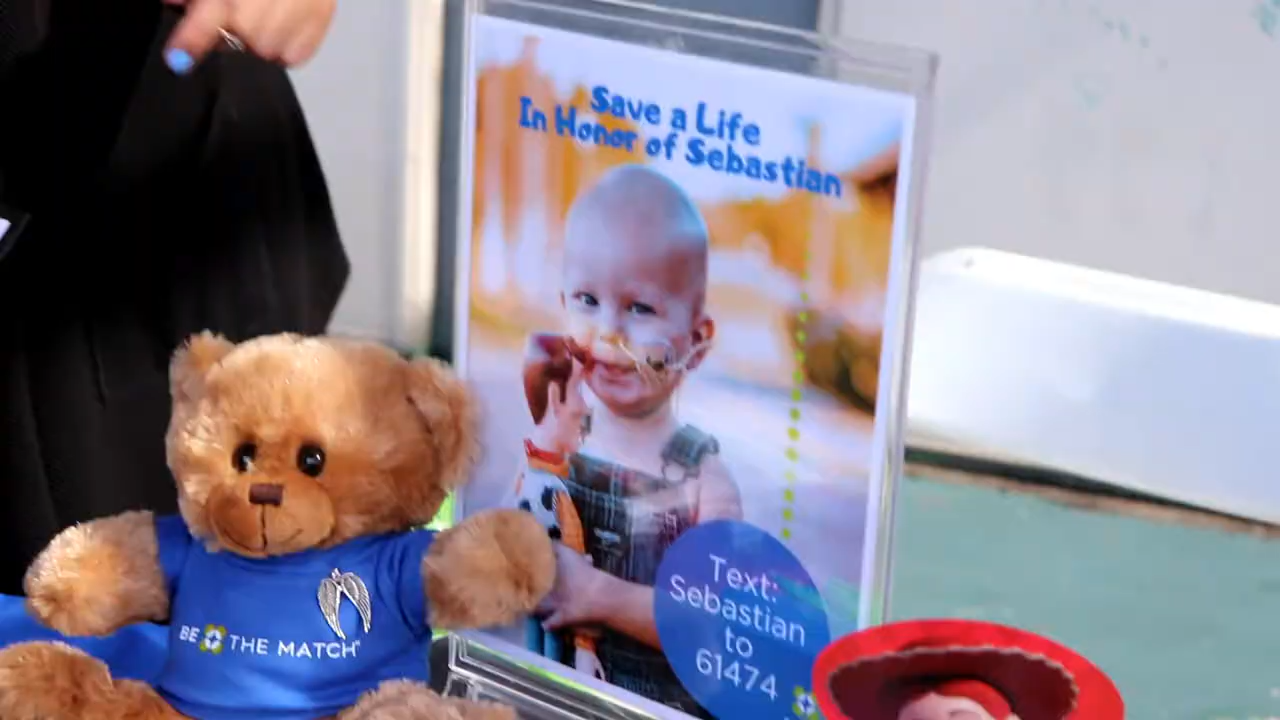 Save a Life
In Honor of Sebastian
Text:
Sebastian
to
61474
BE THE MATCH